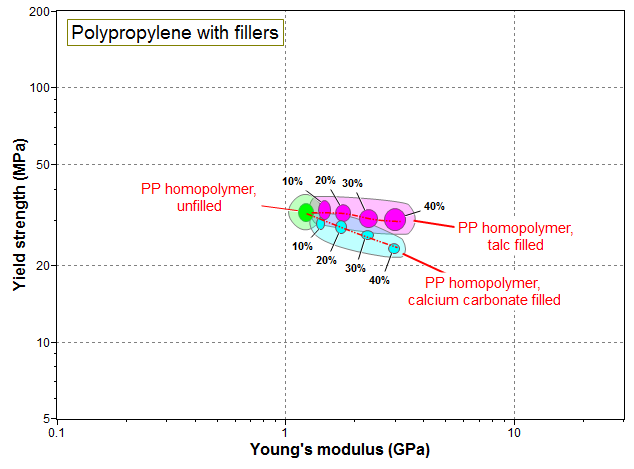 Polypropylene with fillers
200
100
50
20
10
5
Yield strength (MPa)
PP homopolymer,
unfilled
10%
20%
30%
40%
PP homopolymer,
talc filled
10%
20%
30%
40%
PP homopolymer,
calcium carbonate filled
0.1
1
10
Young's modulus (GPa)